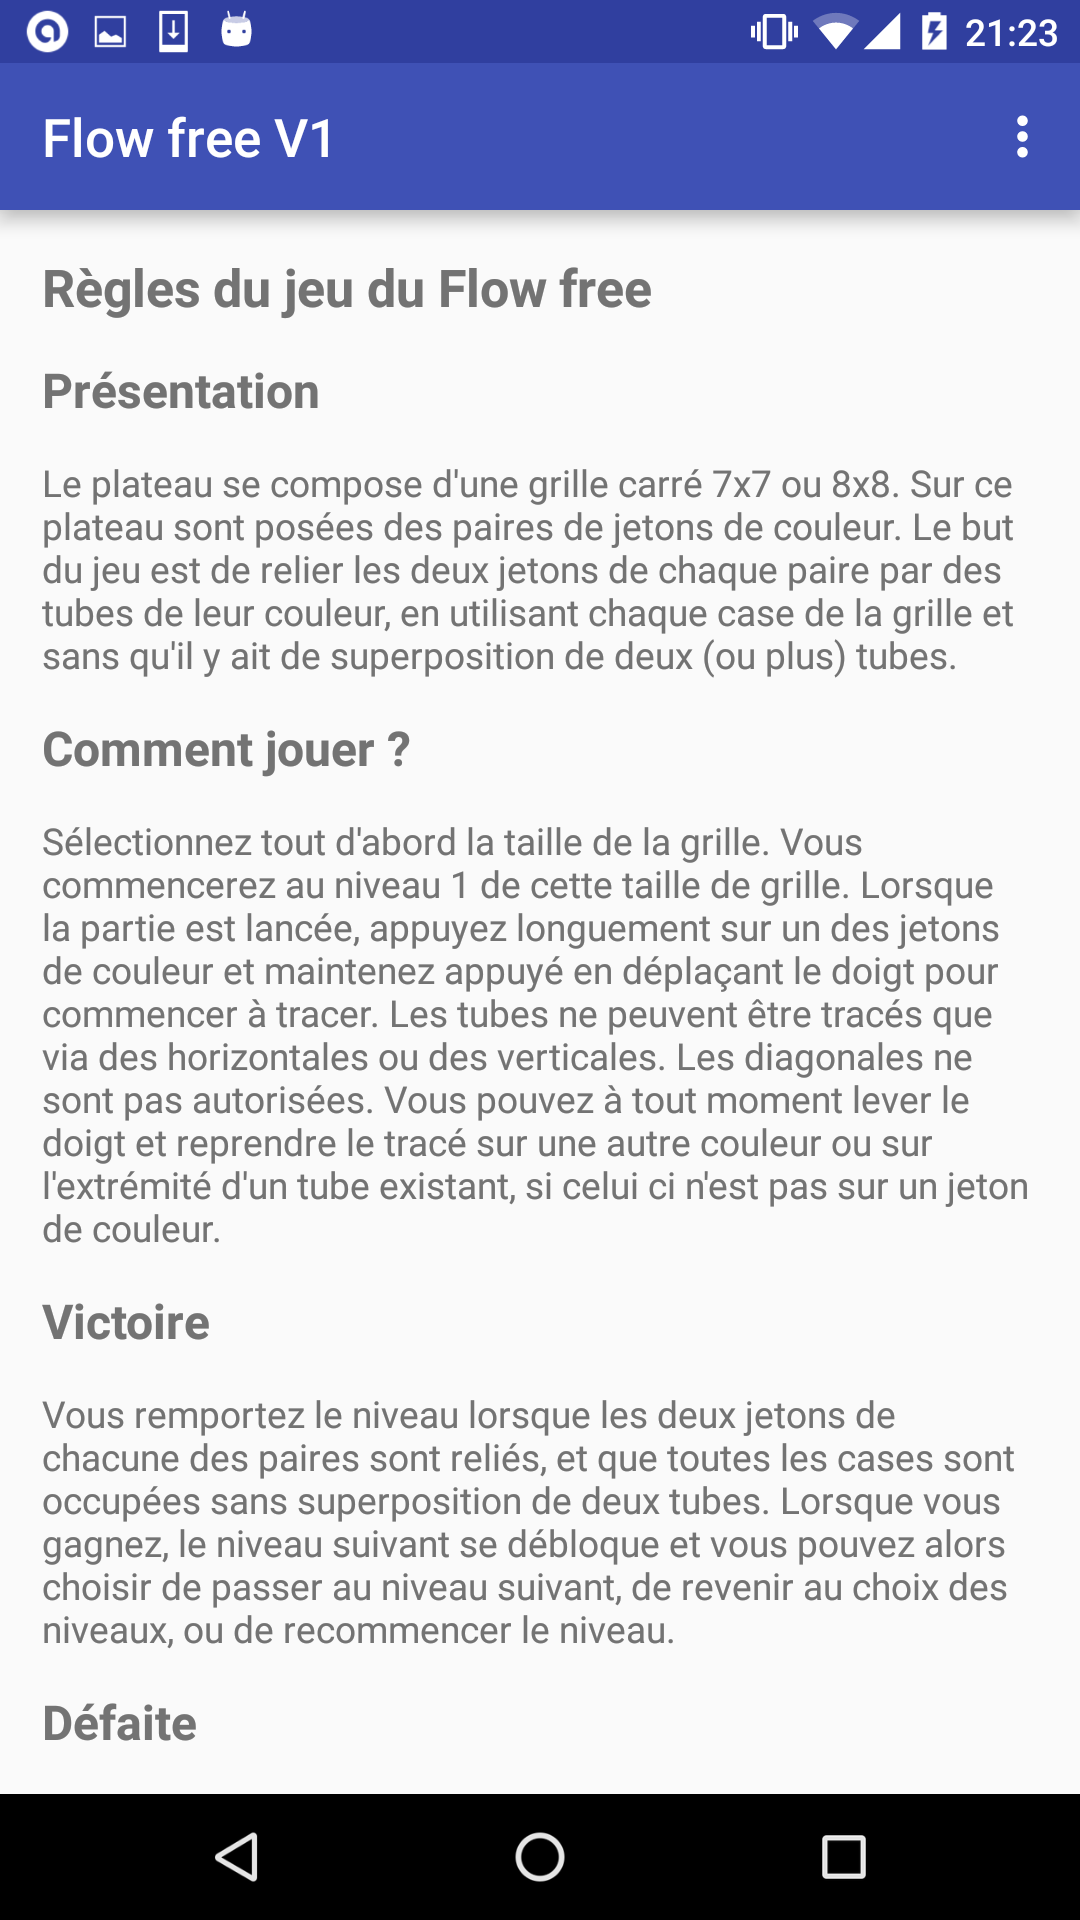 21:23
Flow free V1
Règles du jeu du Flow free
Présentation
Le plateau se compose d'une grille carré 7x7 ou 8x8. Sur ce
plateau sont posées des paires de jetons de couleur. Le but
du jeu est de relier les deux jetons de chaque paire par des
tubes de leur couleur, en utilisant chaque case de la grille et
sans qu'il y ait de superposition de deux (ou plus) tubes.
Comment jouer ?
Sélectionnez tout d'abord la taille de la grille. Vous
commencerez au niveau 1 de cette taille de grille. Lorsque
la partie est lancée, appuyez longuement sur un des jetons
de couleur et maintenez appuyé en déplaçant le doigt pour
commencer à tracer. Les tubes ne peuvent être tracés que
via des horizontales ou des verticales. Les diagonales ne
sont pas autorisées. Vous pouvez à tout moment lever le
doigt et reprendre le tracé sur une autre couleur ou sur
l'extrémité d'un tube existant, si celui ci n'est pas sur un jeton
de couleur.
Victoire
Vous remportez le niveau lorsque les deux jetons de
chacune des paires sont reliés, et que toutes les cases sont
occupées sans superposition de deux tubes. Lorsque vous
gagnez, le niveau suivant se débloque et vous pouvez alors
choisir de passer au niveau suivant, de revenir au choix des
niveaux, ou de recommencer le niveau.
Défaite